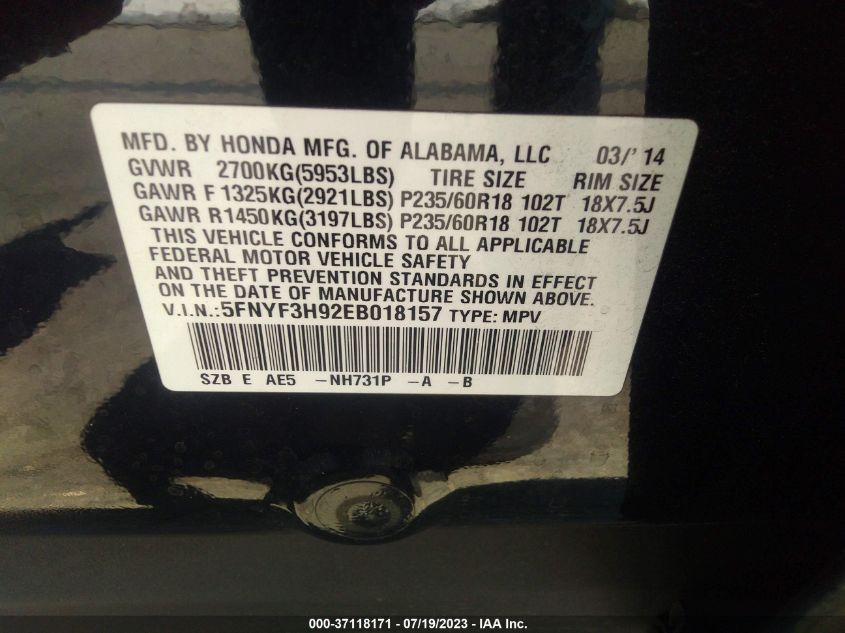 MFD. BY HONDA MFG. OF ALABAMA, LLC 03/'14
GVWR 2700KG(5953LBS) TIRE SIZE RIM SIZE
GAWR F 1325KG(2921LBS) P235/60R18 102T 18X7.5J
GAWR R1450KG(3197LBS) P235/60R18 102T 18X7.5J
THIS VEHICLE CONFORMS TO ALL APPLICABLE
FEDERAL MOTOR VEHICLE SAFETY
AND THEFT PREVENTION STANDARDS IN EFFECT
ON THE DATE OF MANUFACTURE SHOWN ABOVE.
V.I.N.:5FNYF3H92EB018157 TYPE: MPV
SZB E AE5 -NH731P -A -B
000-37118171 - 07/19/2023 - IAA Inc.